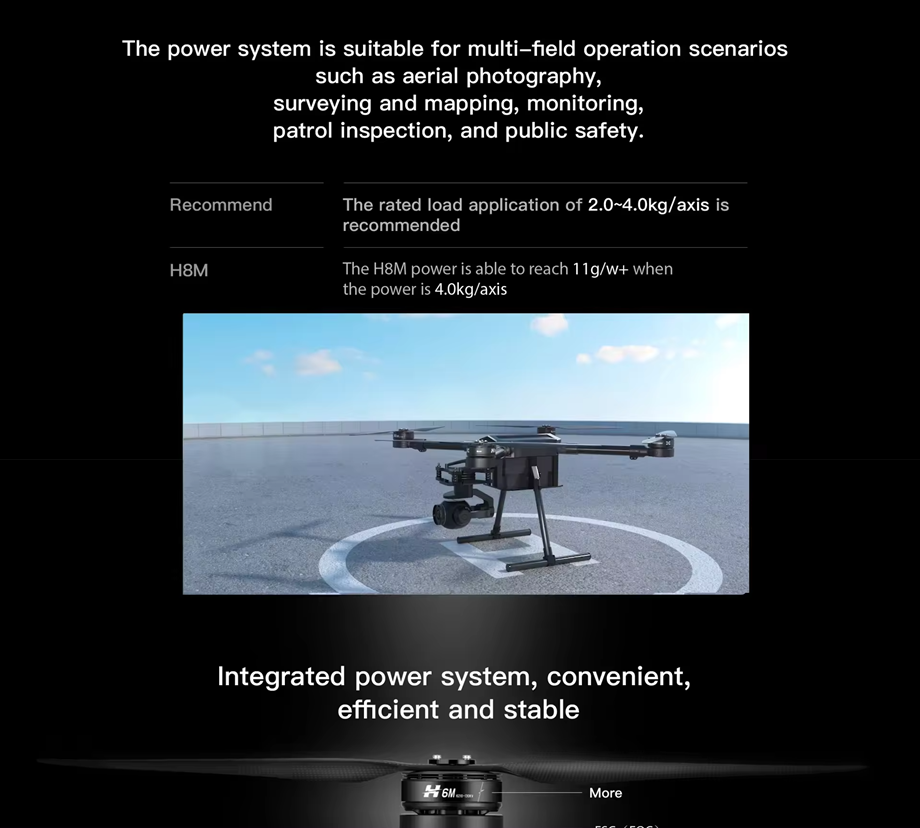 The power system is suitable for multi–field operation scenarios
such as aerial photography,
surveying and mapping, monitoring,
patrol inspection, and public safety.
Recommend
The rated load application of 2.0~4.0kg/axis is
recommended
H8M
The H8M power is able to reach 11g/w+ when
the power is 4.0kg/axis
Integrated power system, convenient,
efficient and stable
H 6M
More